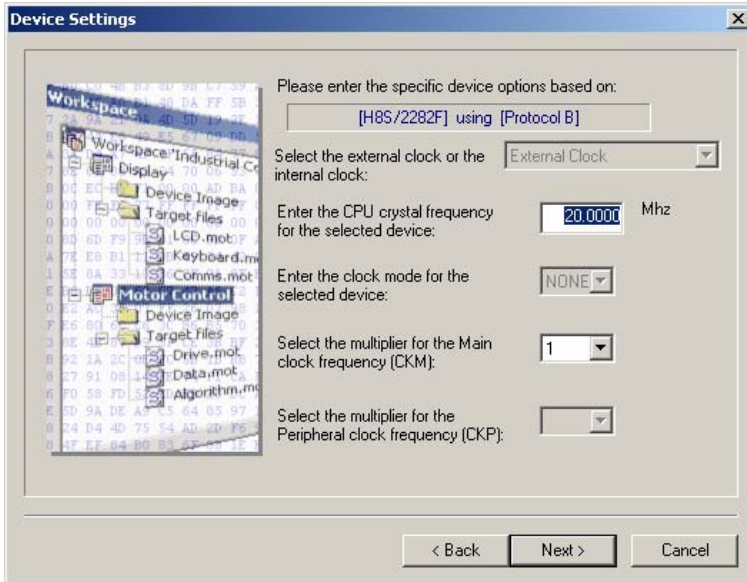 Device Settings
Please enter the specific device options based on:
[H8S/2282F] using [Protocol B]
Select the external clock or the
internal clock:
External Clock
Enter the CPU crystal frequency
for the selected device:
20.0000
Mhz
Enter the clock mode for the
selected device:
NONE
Select the multiplier for the Main
clock frequency (CKM):
1
Select the multiplier for the
Peripheral clock frequency (CKP):
Workspace
Workspace "Industrial Co
Display
Device Image
Target files
LCD.mot
Keyboard.m
Comms.mot
Motor Control
Device Image
Target files
Drive.mot
Data.mot
Algorithm.mo
< Back
Next >
Cancel